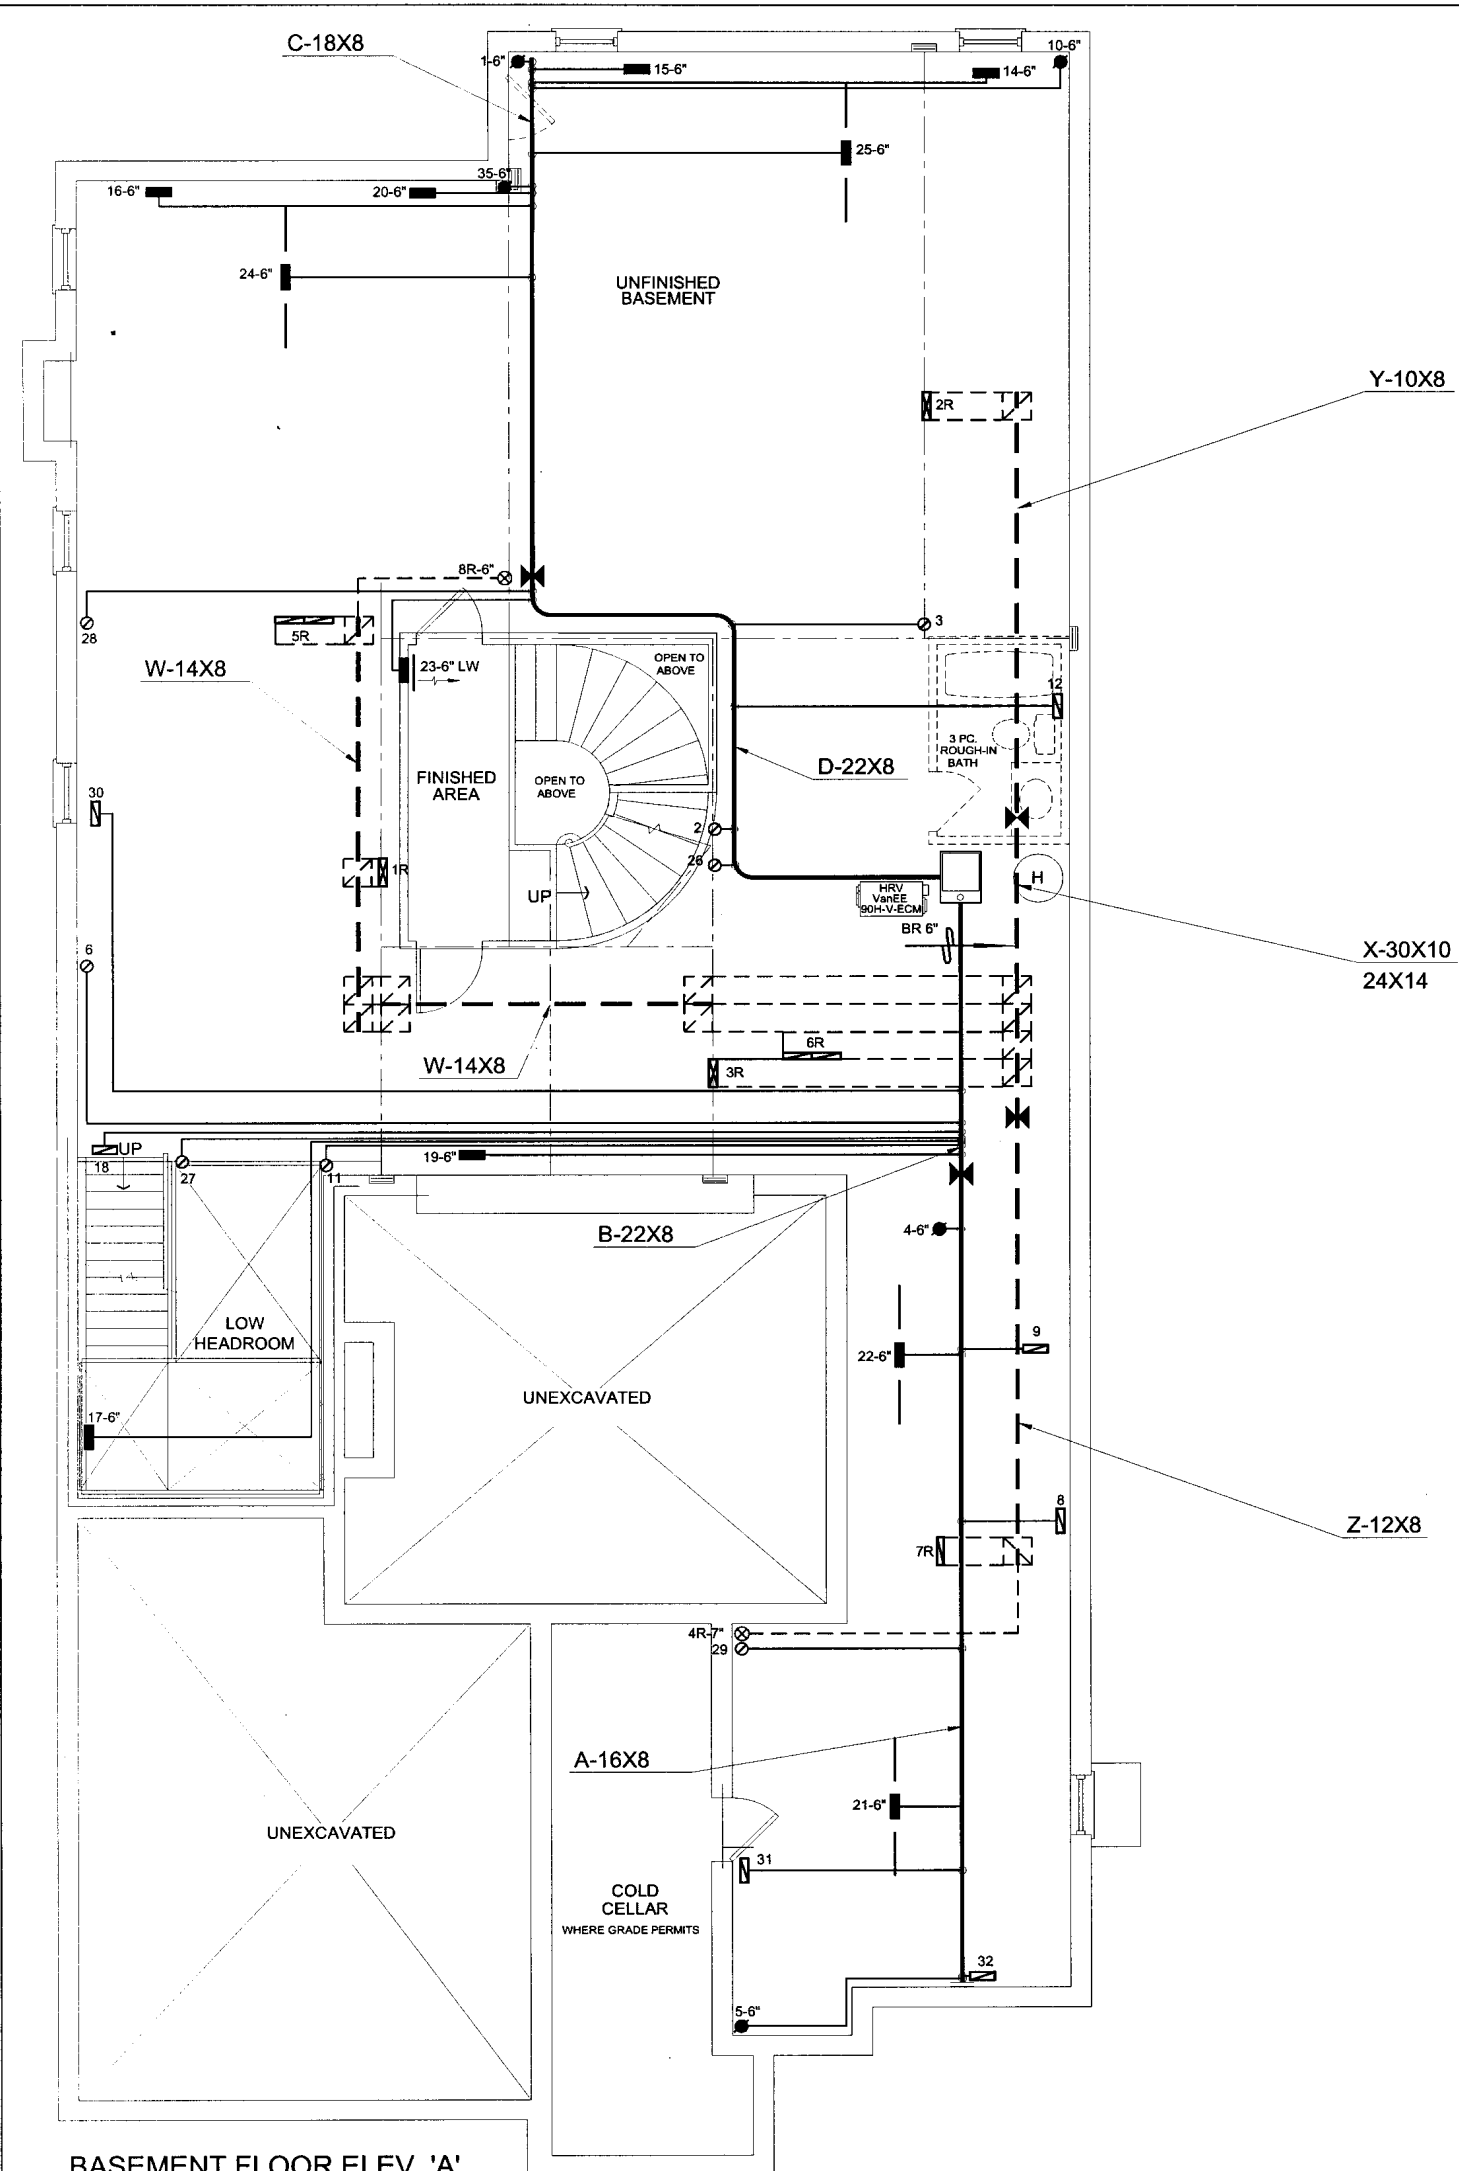 C-18X8
1-6"
15-6"
14-6"
10-6"
25-6"
35-6"
16-6"
20-6"
24-6"
UNFINISHED
BASEMENT
Y-10X8
2R
8R-6"
28
5R
3
W-14X8
23-6" LW
OPEN TO
ABOVE
12
3 PC.
ROUGH-IN
BATH
D-22X8
FINISHED
AREA
OPEN TO
ABOVE
30
2
26
1R
UP
HRV
VanEE
90H-V-ECM
H
BR 6"
X-30X10
24X14
6
6R
3R
W-14X8
UP
18
27
11
19-6"
B-22X8
4-6"
LOW
HEADROOM
22-6"
9
UNEXCAVATED
17-6"
8
Z-12X8
7R
4R-7"
29
A-16X8
21-6"
UNEXCAVATED
31
COLD
CELLAR
WHERE GRADE PERMITS
32
5-6"
BASEMENT FLOOR ELEV. 'A'